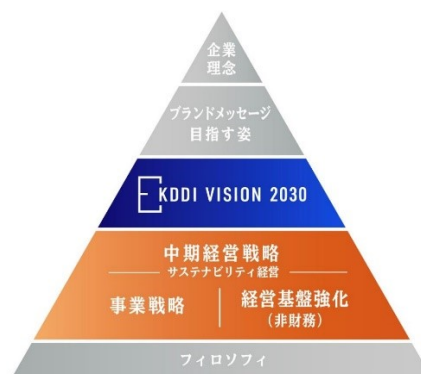 企業
理念
ブランドメッセージ
目指す姿
KDDI VISION 2030
中期経営戦略
サステナビリティ経営
事業戦略
経営基盤強化
(非財務)
フィロソフィ